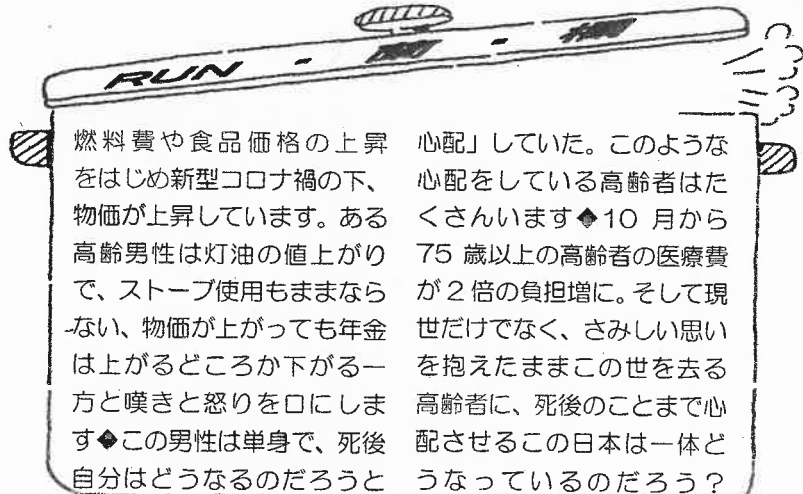 RUN
燃料費や食品価格の上昇
をはじめ新型コロナ禍の下、
物価が上昇しています。ある
高齢男性は灯油の値上がり
で、ストーブ使用もままなら
ない、物価が上がっても年金
は上がるどころか下がる一
方と嘆きと怒りを口にしま
す◆この男性は単身で、死後
自分はどうなるのだろうと
心配」していた。このような
心配をしている高齢者はた
くさんいます◆10 月から
75 歳以上の高齢者の医療費
が2倍の負担増に。そして現
世だけでなく、さみしい思い
を抱えたままこの世を去る
高齢者に、死後のことまで心
配させるこの日本は一体ど
うなっているのだろう？